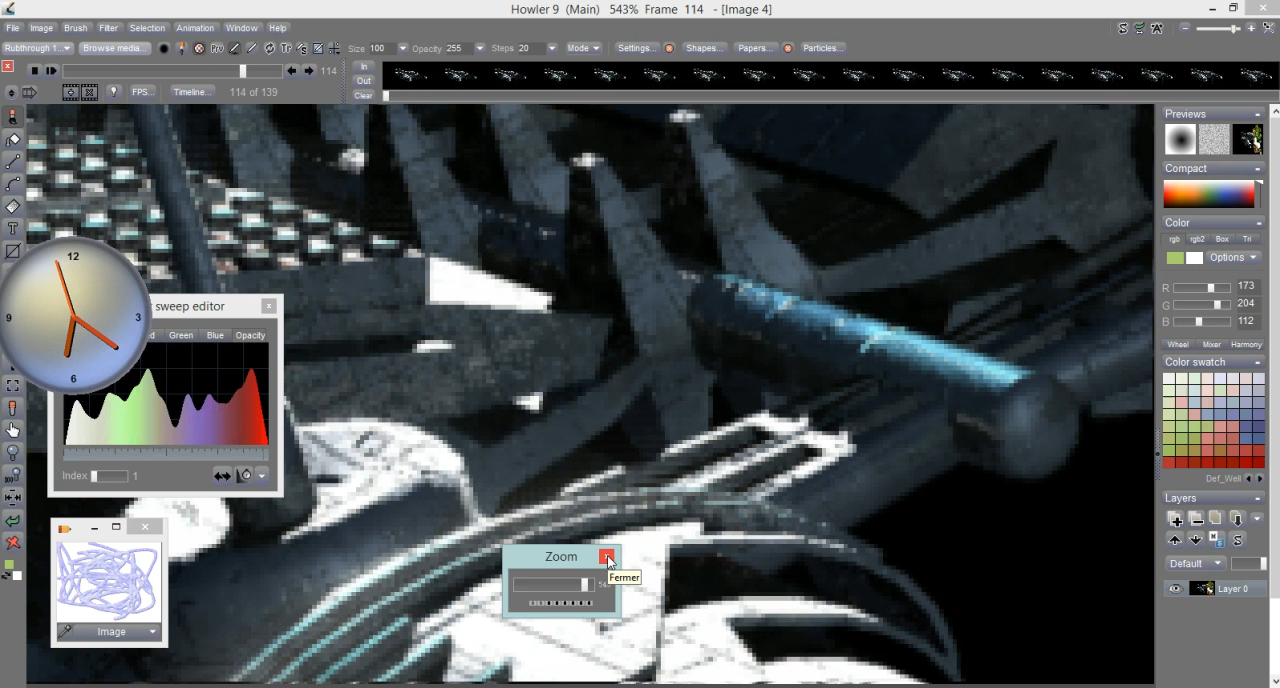 Howler 9 (Main) 543% Frame 114 - [Image 4]
File Image Brush Filter Selection Animation Window Help
Rubthrough 1... Browse media... Size 100 Opacity 255 Steps 20 Mode Settings... Shapes... Papers... Particles...
114 In
Out
FPS... Timeline... 114 of 139 Clear
Previews
Compact
Color
rgb rgb2 Box Tri
Options
R 173
G 204
B 112
Wheel Mixer Harmony
Color swatch
Def_Well
Layers
Default
Layer 0
12
3
6
9
sweep editor
Green Blue Opacity
Index 1
Image
Zoom
Fermer